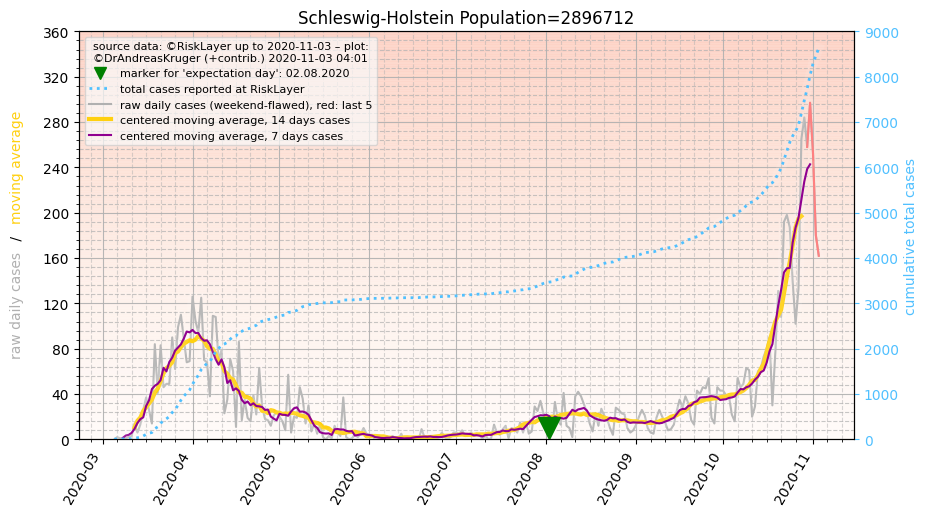 Schleswig-Holstein Population=2896712
source data: ©RiskLayer up to 2020-11-03 – plot:
©DrAndreasKruger (+contrib.) 2020-11-03 04:01
marker for 'expectation day': 02.08.2020
total cases reported at RiskLayer
raw daily cases (weekend-flawed), red: last 5
centered moving average, 14 days cases
centered moving average, 7 days cases
raw daily cases / moving average
360
320
280
240
200
160
120
80
40
0
9000
8000
7000
6000
5000
4000
3000
2000
1000
0
cumulative total cases
2020-03
2020-04
2020-05
2020-06
2020-07
2020-08
2020-09
2020-10
2020-11